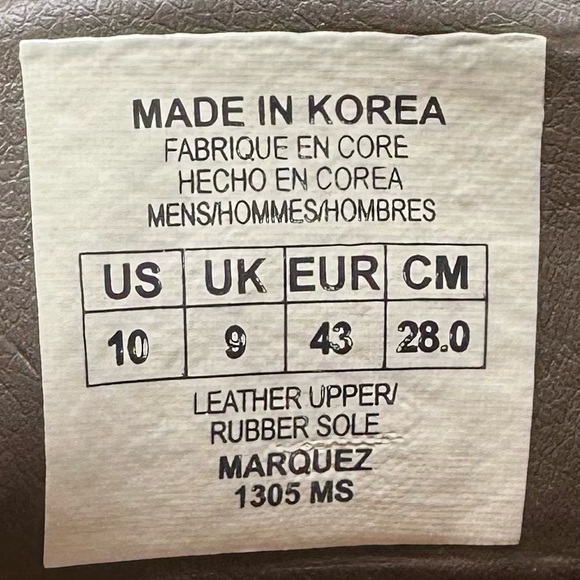 MADE IN KOREA
FABRIQUE EN CORE
HECHO EN COREA
MENS/HOMMES/HOMBRES
US UK EUR CM
10 9 43 28.0
LEATHER UPPER/
RUBBER SOLE
MARQUEZ
1305 MS